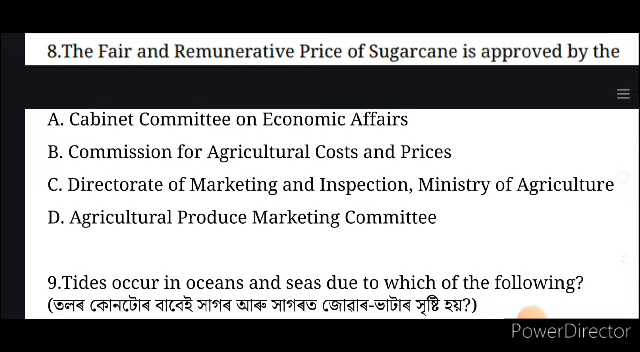 8.The Fair and Remunerative Price of Sugarcane is approved by the
A. Cabinet Committee on Economic Affairs
B. Commission for Agricultural Costs and Prices
C. Directorate of Marketing and Inspection, Ministry of Agriculture
D. Agricultural Produce Marketing Committee
9.Tides occur in oceans and seas due to which of the following?
(তলৰ কোনটোৰ বাবেই সাগৰ আৰু সাগৰত জোৱাৰ-ভাটাৰ সৃষ্টি হয়?)
PowerDirector